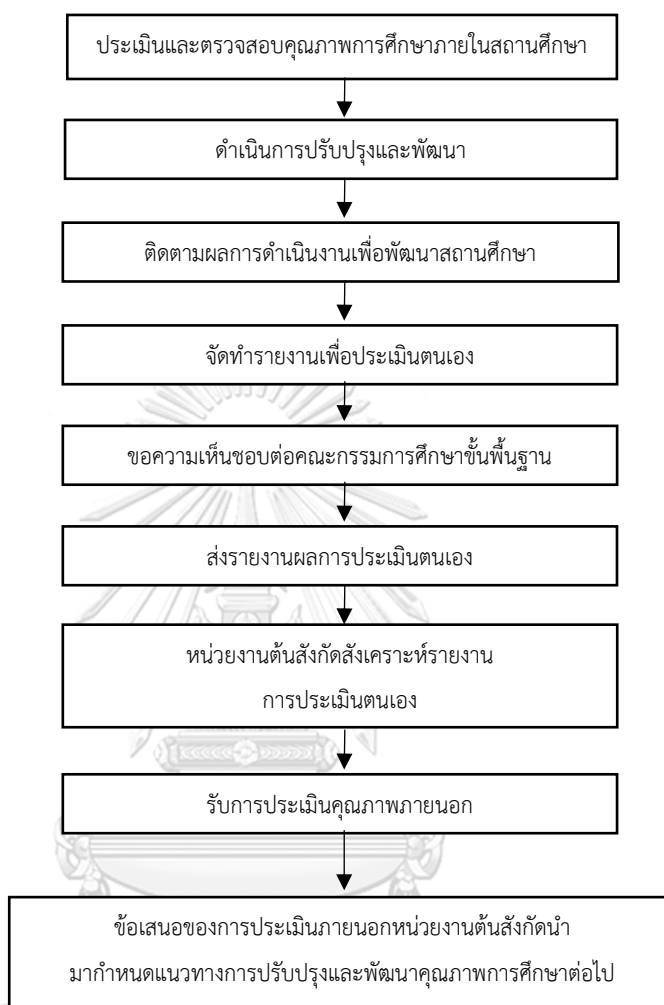 ประเมินและตรวจสอบคุณภาพการศึกษาภายในสถานศึกษา
ดำเนินการปรับปรุงและพัฒนา
ติดตามผลการดำเนินงานเพื่อพัฒนาสถานศึกษา
จัดทำรายงานเพื่อประเมินตนเอง
ขอความเห็นชอบต่อคณะกรรมการศึกษาขั้นพื้นฐาน
ส่งรายงานผลการประเมินตนเอง
หน่วยงานต้นสังกัดสังเคราะห์รายงาน
การประเมินตนเอง
รับการประเมินคุณภาพภายนอก
ข้อเสนอของการประเมินภายนอกหน่วยงานต้นสังกัดนำ
มากำหนดแนวทางการปรับปรุงและพัฒนาคุณภาพการศึกษาต่อไป